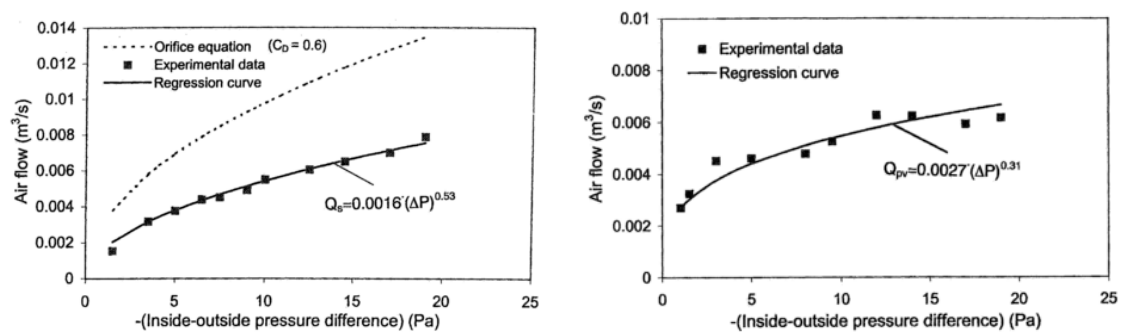 0.014
0.012
0.01
0.008
0.006
0.004
0.002
0
Air flow (m³/s)
Orifice equation (C_D = 0.6)
Experimental data
Regression curve
Qₛ=0.0016*(ΔP)^0.53
0 5 10 15 20 25
-(Inside-outside pressure difference) (Pa)
0.01
0.008
0.006
0.004
0.002
0
Air flow (m³/s)
Experimental data
Regression curve
Q_pv=0.0027*(ΔP)^0.31
0 5 10 15 20 25
-(Inside-outside pressure difference) (Pa)